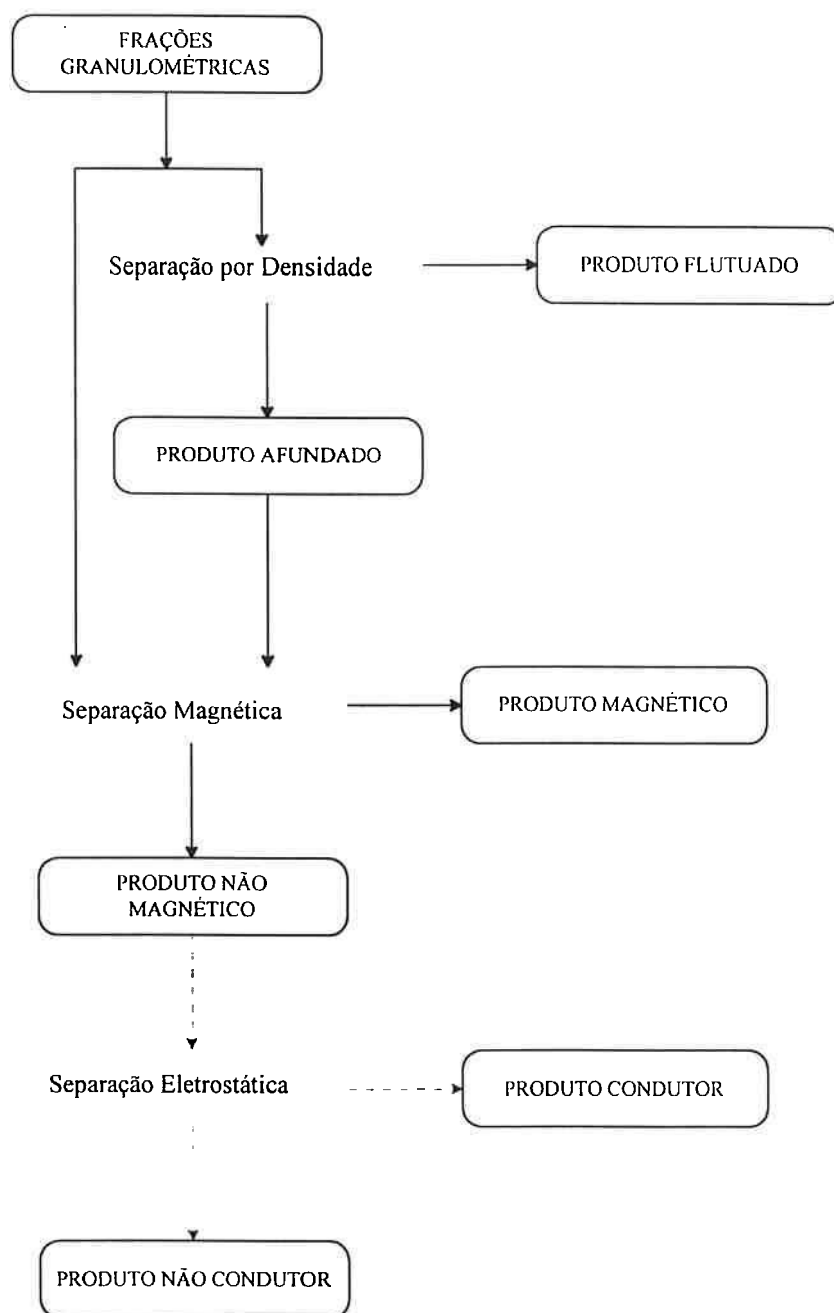 FRAÇÕES
GRANULOMÉTRICAS
Separação por Densidade
PRODUTO FLUTUADO
PRODUTO AFUNDADO
Separação Magnética
PRODUTO MAGNÉTICO
PRODUTO NÃO
MAGNÉTICO
Separação Eletrostática
PRODUTO CONDUTOR
PRODUTO NÃO CONDUTOR